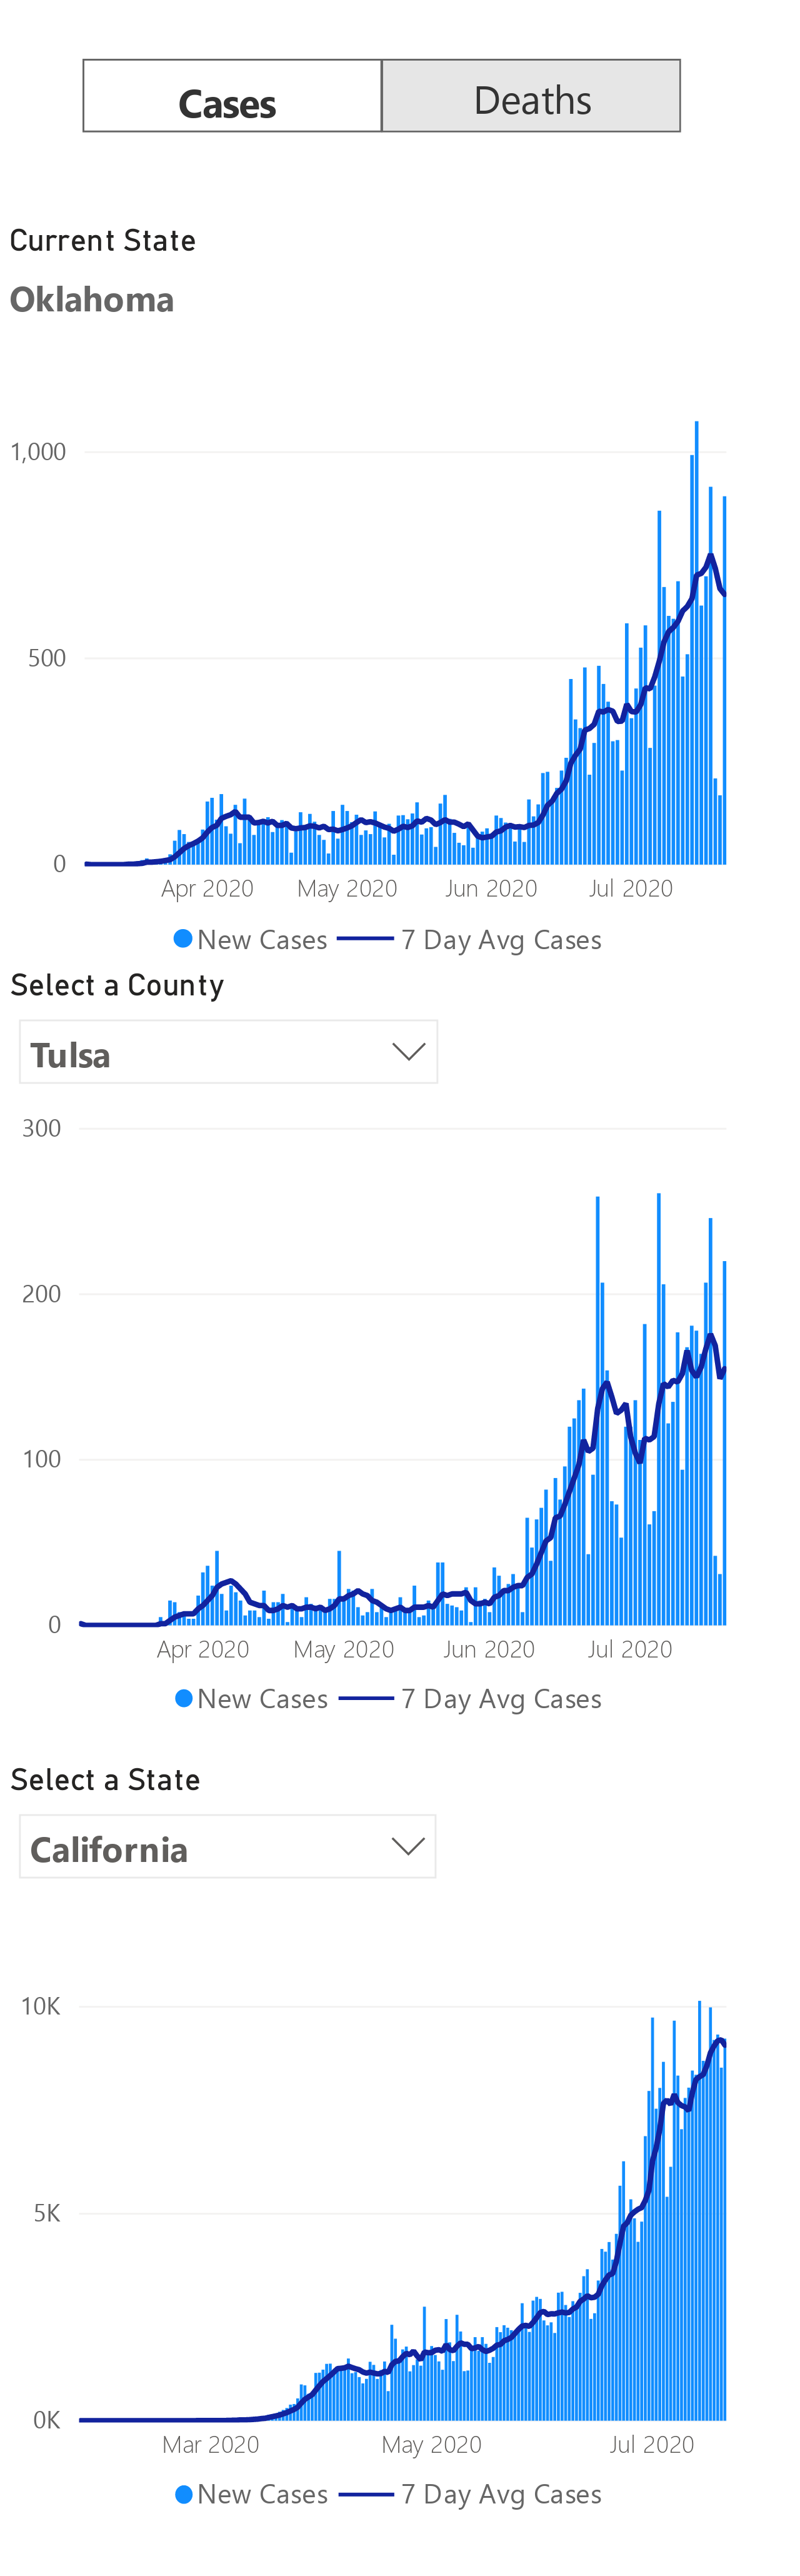 Cases Deaths
Current State
Oklahoma
1,000
500
0
Apr 2020 May 2020 Jun 2020 Jul 2020
New Cases 7 Day Avg Cases
Select a County
Tulsa
300
200
100
0
Apr 2020 May 2020 Jun 2020 Jul 2020
New Cases 7 Day Avg Cases
Select a State
California
10K
5K
0K
Mar 2020 May 2020 Jul 2020
New Cases 7 Day Avg Cases